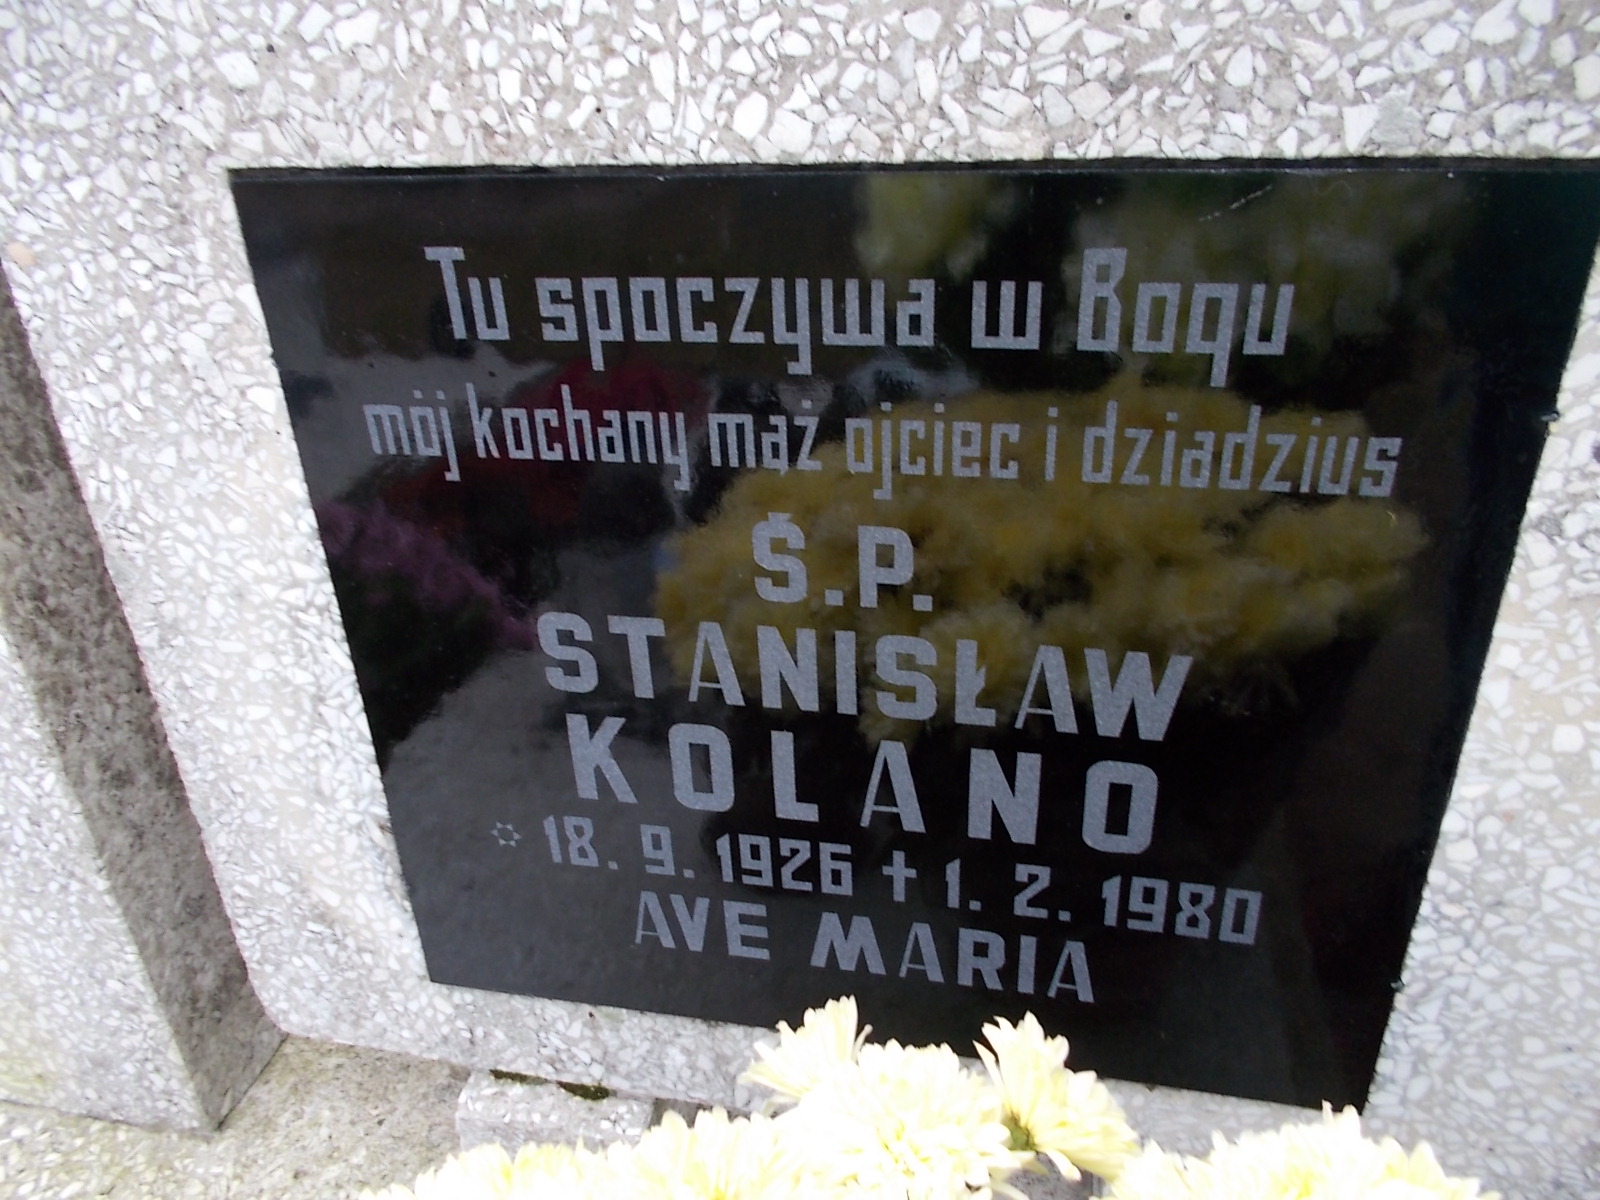 Tu spoczywa w Bogu
mój kochany mąż ojciec i dziadzius
Ś.P.
STANISŁAW
KOLANO
* 18. 9. 1926 ✝ 1. 2. 1980
AVE MARIA